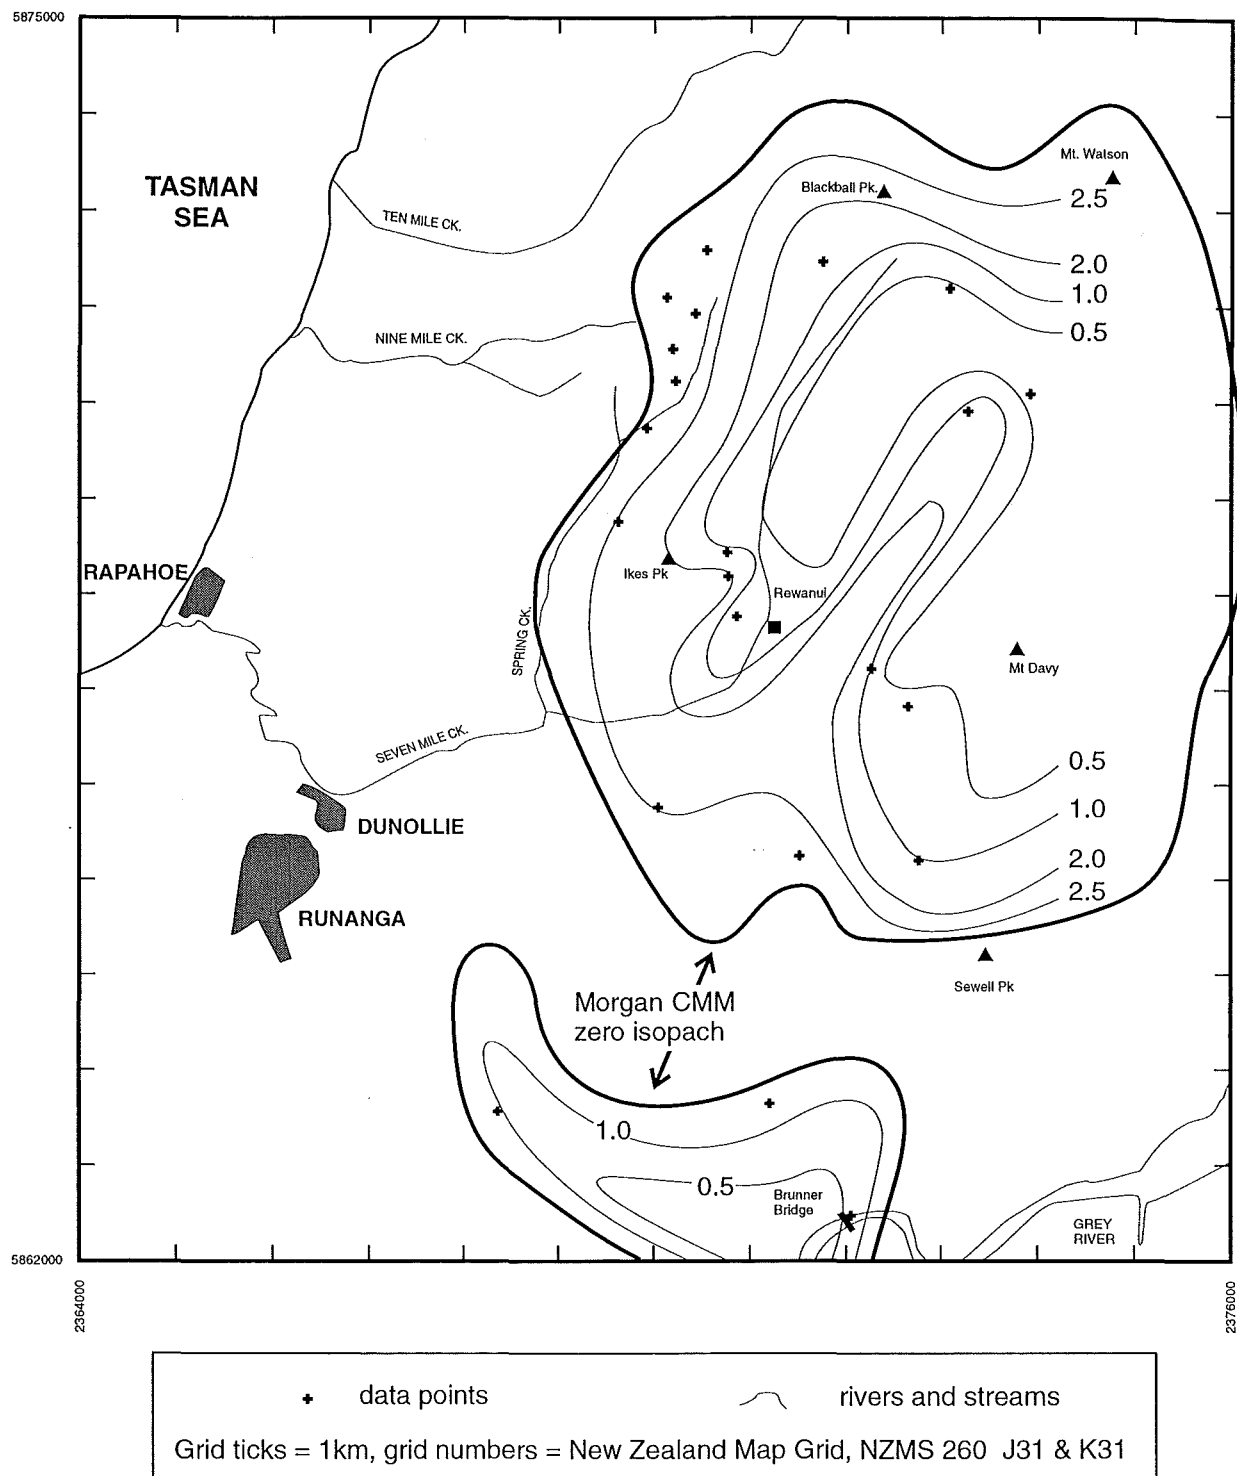 5875000
Mt. Watson
TASMAN
SEA
Blackball Pk.
2.5
TEN MILE CK.
2.0
1.0
NINE MILE CK.
0.5
RAPAHOE
Ikes Pk
Rewanui
SPRING CK.
Mt Davy
SEVEN MILE CK.
0.5
1.0
DUNOLLIE
2.0
2.5
RUNANGA
Sewell Pk
Morgan CMM
zero isopach
1.0
0.5
Brunner
Bridge
GREY
RIVER
5862000
2364000
2376000
data points
rivers and streams
Grid ticks = 1km, grid numbers = New Zealand Map Grid, NZMS 260 J31 & K31